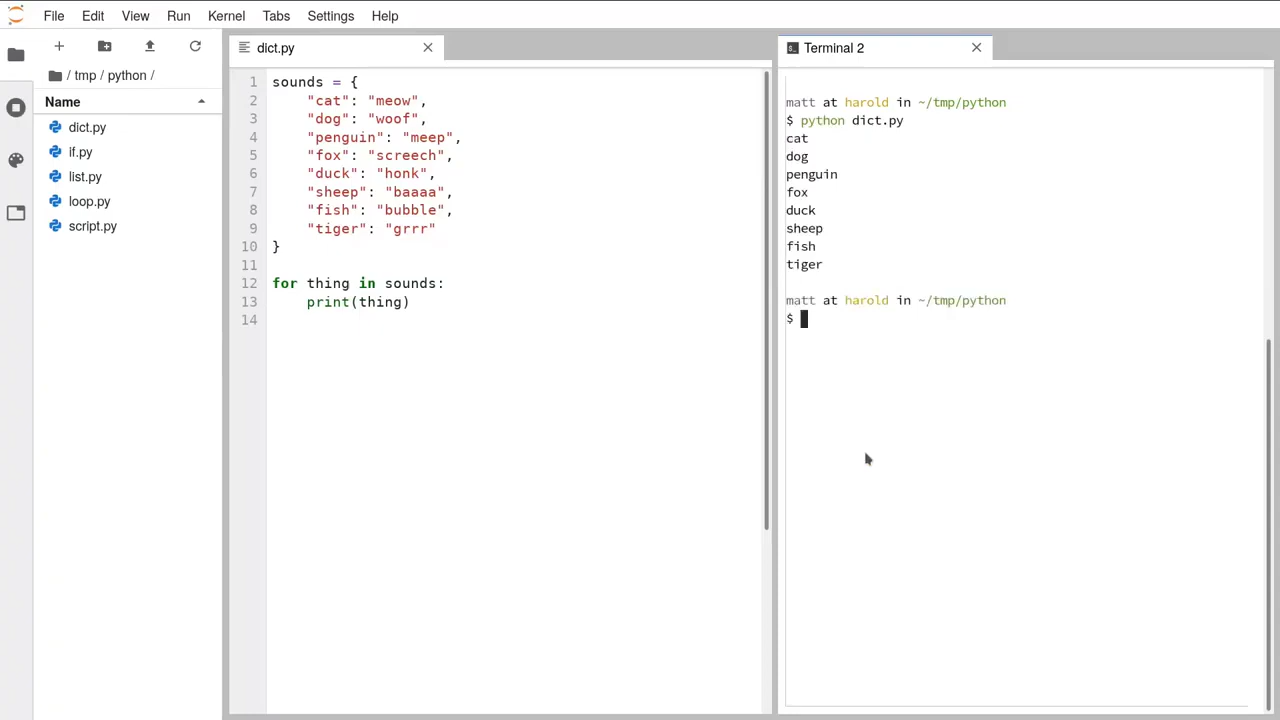 File Edit View Run Kernel Tabs Settings Help
/ tmp / python /
Name
dict.py
if.py
list.py
loop.py
script.py
dict.py
1 sounds = {
2     "cat": "meow",
3     "dog": "woof",
4     "penguin": "meep",
5     "fox": "screech",
6     "duck": "honk",
7     "sheep": "baaaa",
8     "fish": "bubble",
9     "tiger": "grrr"
10 }
11
12 for thing in sounds:
13     print(thing)
14
Terminal 2
matt at harold in ~/tmp/python
$ python dict.py
cat
dog
penguin
fox
duck
sheep
fish
tiger
matt at harold in ~/tmp/python
$